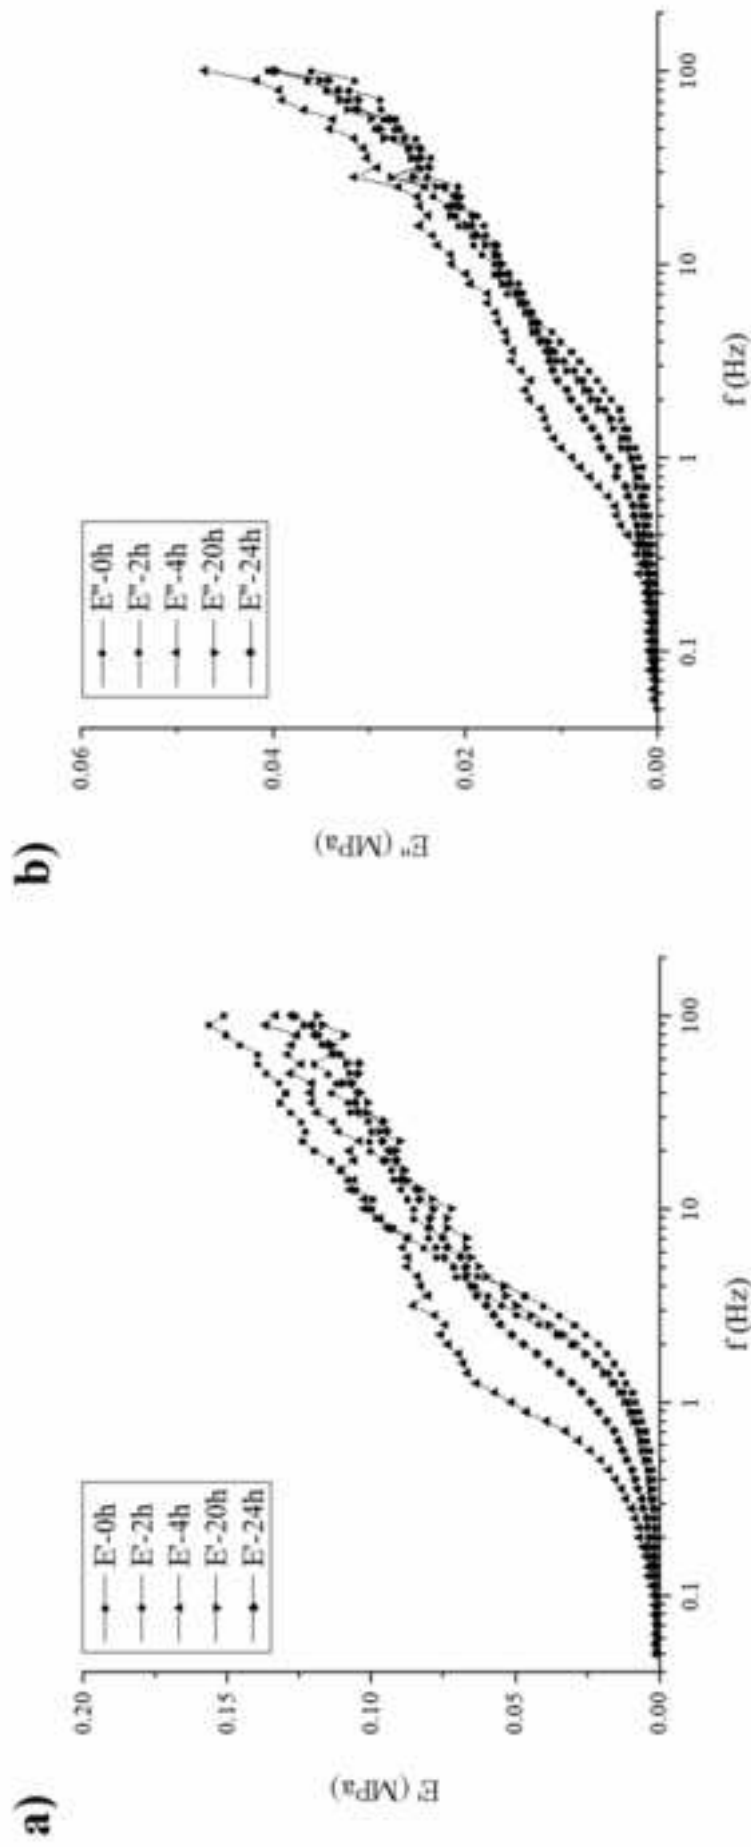 a)
E' (MPa)
0.20
0.15
0.10
0.05
0.00
E'-0h
E'-2h
E'-4h
E'-20h
E'-24h
0.1
1
10
100
f (Hz)
b)
E'' (MPa)
0.06
0.04
0.02
0.00
E''-0h
E''-2h
E''-4h
E''-20h
E''-24h
0.1
1
10
100
f (Hz)